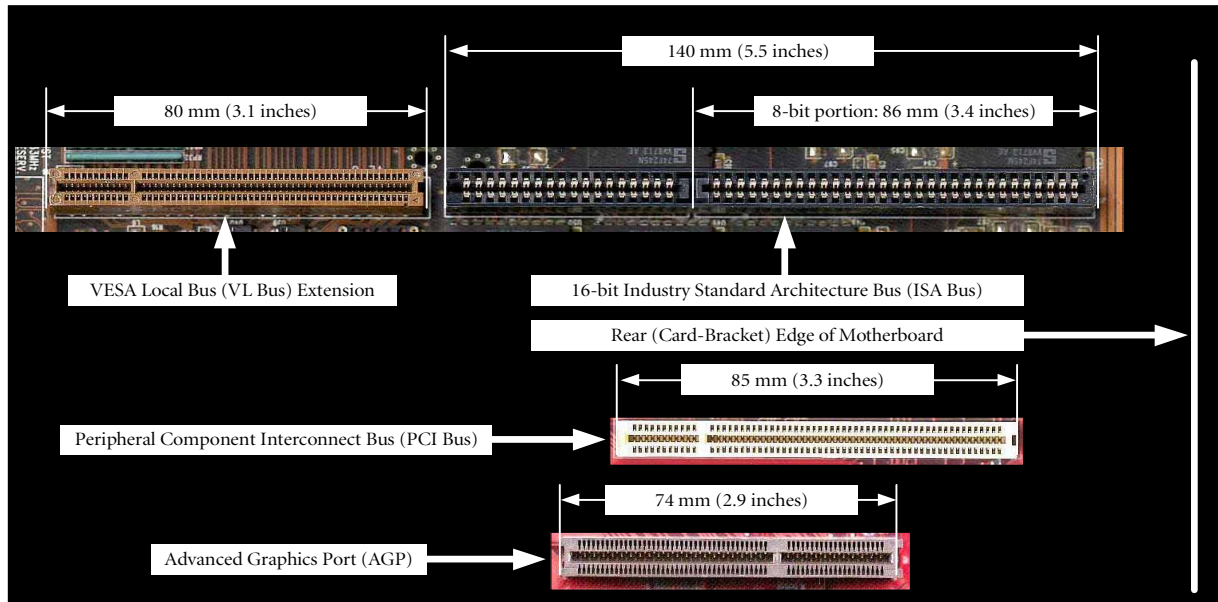 140 mm (5.5 inches)
80 mm (3.1 inches)
8-bit portion: 86 mm (3.4 inches)
VESA Local Bus (VL Bus) Extension
16-bit Industry Standard Architecture Bus (ISA Bus)
Rear (Card-Bracket) Edge of Motherboard
85 mm (3.3 inches)
Peripheral Component Interconnect Bus (PCI Bus)
74 mm (2.9 inches)
Advanced Graphics Port (AGP)